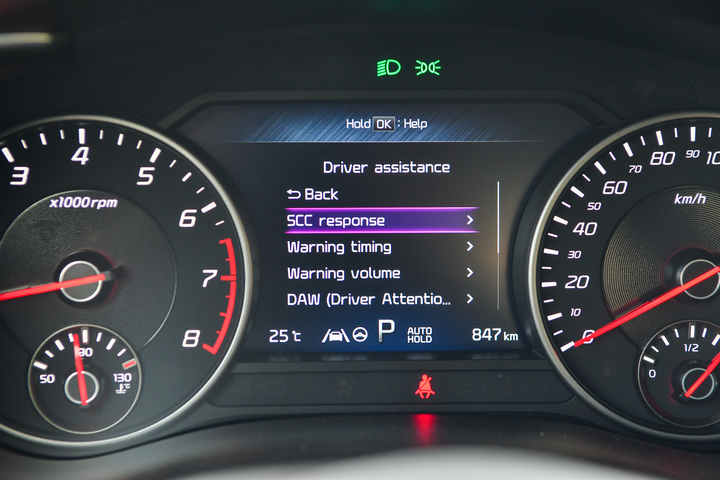 Hold OK : Help
Driver assistance
Back
SCC response
Warning timing
Warning volume
DAW (Driver Attentio...
25℃
P
AUTO HOLD
847 km
3
4
5
6
7
8
x1000rpm
50
90
130
℃
0
10
20
30
40
50
60
80
90
km/h
0
1/2